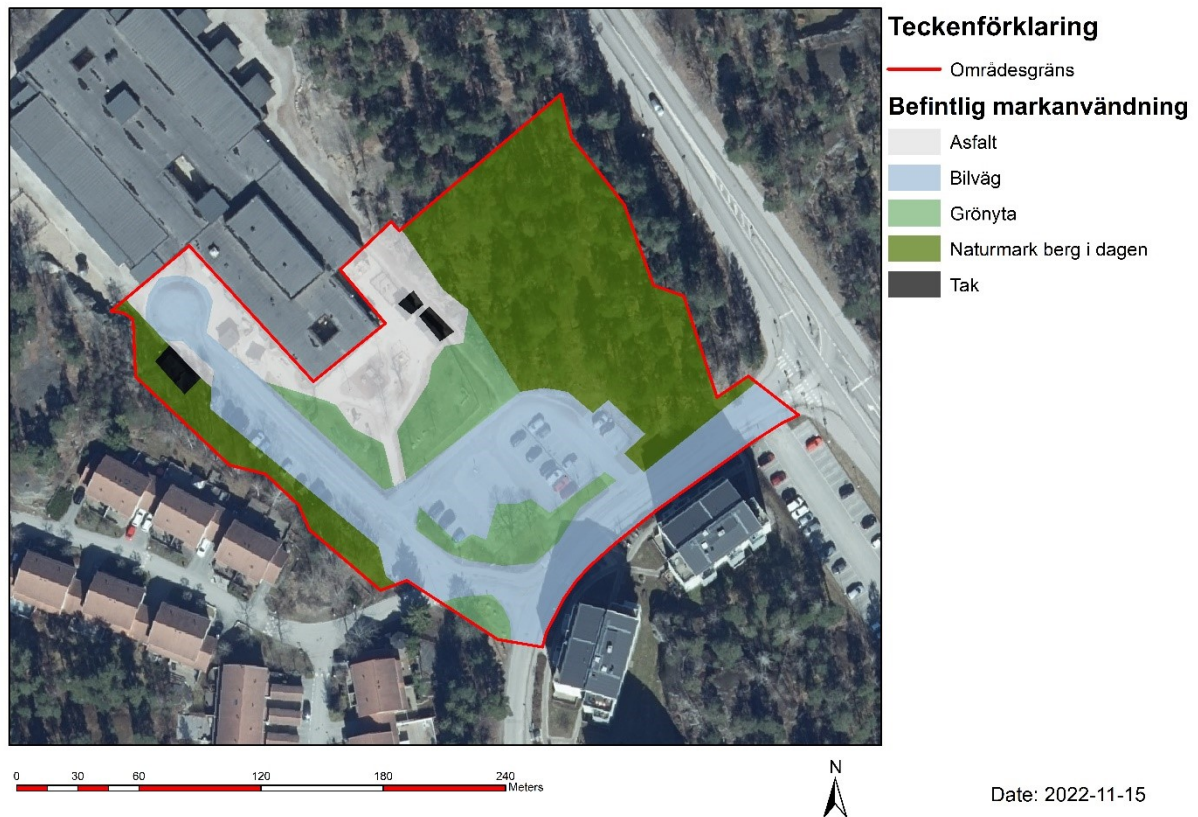 Teckenförklaring
Områdesgräns
Befintlig markanvändning
Asfalt
Bilväg
Grönyta
Naturmark berg i dagen
Tak
0 30 60 120 180 240
Meters
N
Date: 2022-11-15